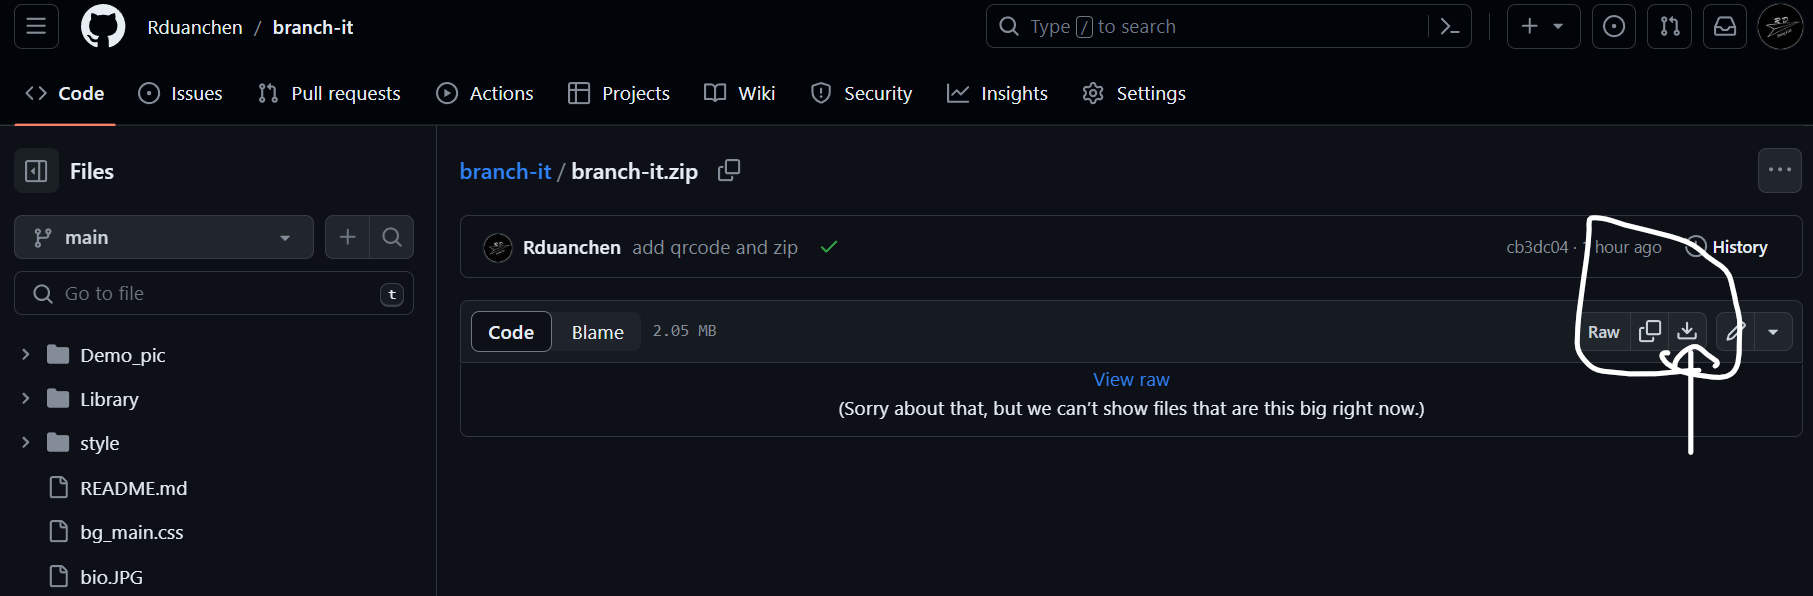 Rduanchen / branch-it
Type / to search
Code Issues Pull requests Actions Projects Wiki Security Insights Settings
Files
main
Go to file t
Demo_pic
Library
style
README.md
bg_main.css
bio.JPG
branch-it / branch-it.zip
Rduanchen add qrcode and zip cb3dc04 · hour ago History
Code Blame 2.05 MB Raw
View raw
(Sorry about that, but we can’t show files that are this big right now.)